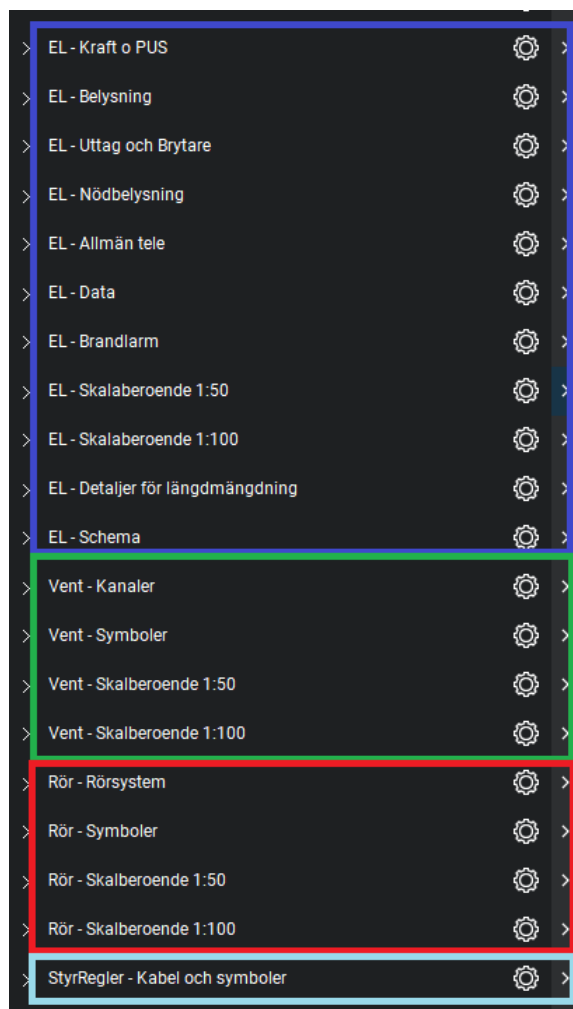 EL - Kraft o PUS
EL - Belysning
EL - Uttag och Brytare
EL - Nödbelysning
EL - Allmän tele
EL - Data
EL - Brandlarm
EL - Skalaberoende 1:50
EL - Skalaberoende 1:100
EL - Detaljer för längdmängdning
EL - Schema
Vent - Kanaler
Vent - Symboler
Vent - Skalberoende 1:50
Vent - Skalberoende 1:100
Rör - Rörsystem
Rör - Symboler
Rör - Skalberoende 1:50
Rör - Skalberoende 1:100
StyrRegler - Kabel och symboler